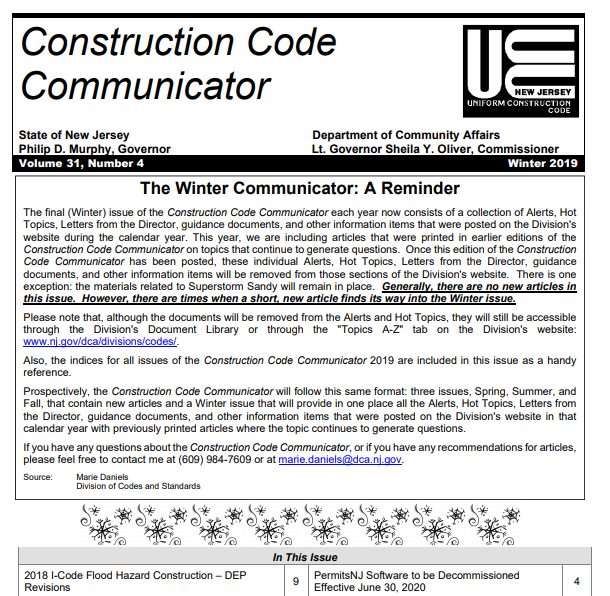 Construction Code
Communicator
UCC
NEW JERSEY
UNIFORM CONSTRUCTION
CODE
State of New Jersey
Department of Community Affairs
Philip D. Murphy, Governor
Lt. Governor Sheila Y. Oliver, Commissioner
Volume 31, Number 4
Winter 2019
The Winter Communicator: A Reminder
The final (Winter) issue of the Construction Code Communicator each year now consists of a collection of Alerts, Hot
Topics, Letters from the Director, guidance documents, and other information items that were posted on the Division's
website during the calendar year. This year, we are including articles that were printed in earlier editions of the
Construction Code Communicator on topics that continue to generate questions. Once this edition of the Construction
Code Communicator has been posted, these individual Alerts, Hot Topics, Letters from the Director, guidance
documents, and other information items will be removed from those sections of the Division's website. There is one
exception: the materials related to Superstorm Sandy will remain in place. Generally, there are no new articles in
this issue. However, there are times when a short, new article finds its way into the Winter issue.
Please note that, although the documents will be removed from the Alerts and Hot Topics, they will still be accessible
through the Division's Document Library or through the "Topics A-Z" tab on the Division's website:
www.nj.gov/dca/divisions/codes/.
Also, the indices for all issues of the Construction Code Communicator 2019 are included in this issue as a handy
reference.
Prospectively, the Construction Code Communicator will follow this same format: three issues, Spring, Summer, and
Fall, that contain new articles and a Winter issue that will provide in one place all the Alerts, Hot Topics, Letters from
the Director, guidance documents, and other information items that were posted on the Division's website in that
calendar year with previously printed articles where the topic continues to generate questions.
If you have any questions about the Construction Code Communicator, or if you have any recommendations for articles,
please feel free to contact me at (609) 984-7609 or at marie.daniels@dca.nj.gov.
Source: Marie Daniels
Division of Codes and Standards
In This Issue
2018 I-Code Flood Hazard Construction – DEP
Revisions
9
PermitsNJ Software to be Decommissioned
Effective June 30, 2020
4